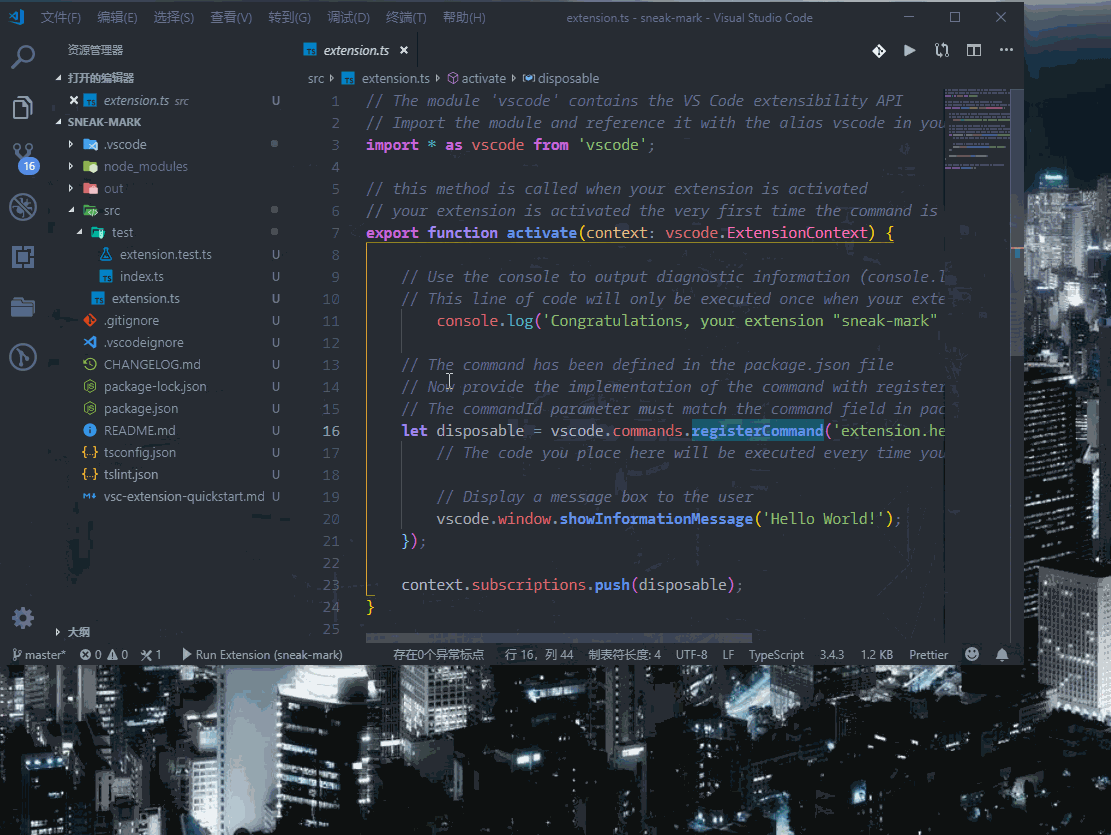 文件(F) 编辑(E) 选择(S) 查看(V) 转到(G) 调试(D) 终端(T) 帮助(H) extension.ts - sneak-mark - Visual Studio Code
资源管理器
打开的编辑器
extension.ts src U
SNEAK-MARK
.vscode
node_modules
out
src
test
extension.test.ts U
index.ts U
extension.ts U
.gitignore U
.vscodeignore U
CHANGELOG.md U
package-lock.json U
package.json U
README.md U
tsconfig.json U
tslint.json U
vsc-extension-quickstart.md U
大纲
16
TS extension.ts
src extension.ts activate disposable
1 // The module 'vscode' contains the VS Code extensibility API
2 // Import the module and reference it with the alias vscode in you
3 import * as vscode from 'vscode';
4
5 // this method is called when your extension is activated
6 // your extension is activated the very first time the command is
7 export function activate(context: vscode.ExtensionContext) {
8
9 // Use the console to output diagnostic information (console.l
10 // This line of code will only be executed once when your exte
11 console.log('Congratulations, your extension "sneak-mark"
12
13 // The command has been defined in the package.json file
14 // Now provide the implementation of the command with register
15 // The commandId parameter must match the command field in pac
16 let disposable = vscode.commands.registerCommand('extension.he
17 // The code you place here will be executed every time you
18
19 // Display a message box to the user
20 vscode.window.showInformationMessage('Hello World!');
21 });
22
23 context.subscriptions.push(disposable);
24 }
25
master* 0 0 1 Run Extension (sneak-mark) 存在0个异常标点 行 16，列 44 制表符长度: 4 UTF-8 LF TypeScript 3.4.3 1.2 KB Prettier